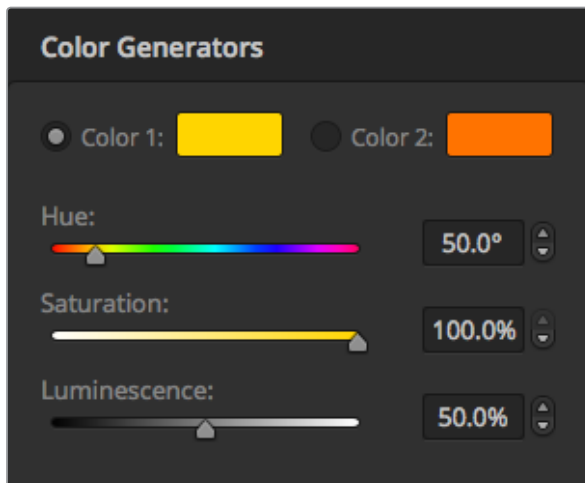 Color Generators
Color 1: Color 2:
Hue:
50.0°
Saturation:
100.0%
Luminescence:
50.0%